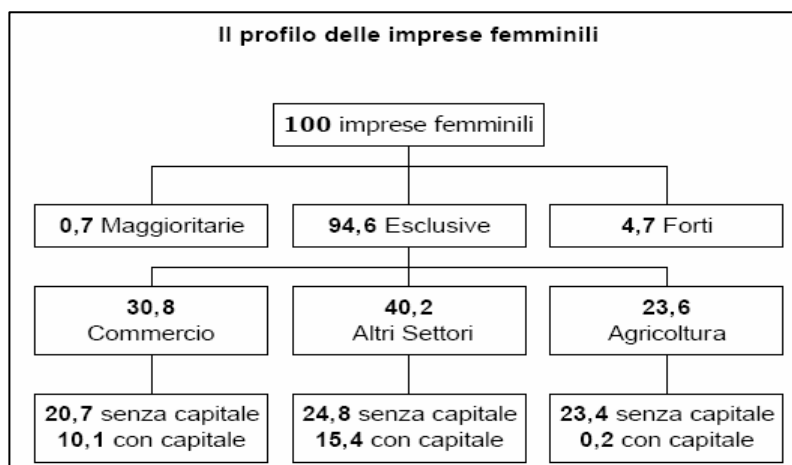 Il profilo delle imprese femminili
100 imprese femminili
0,7 Maggioritarie
94,6 Esclusive
4,7 Forti
30,8
Commercio
40,2
Altri Settori
23,6
Agricoltura
20,7 senza capitale
10,1 con capitale
24,8 senza capitale
15,4 con capitale
23,4 senza capitale
0,2 con capitale